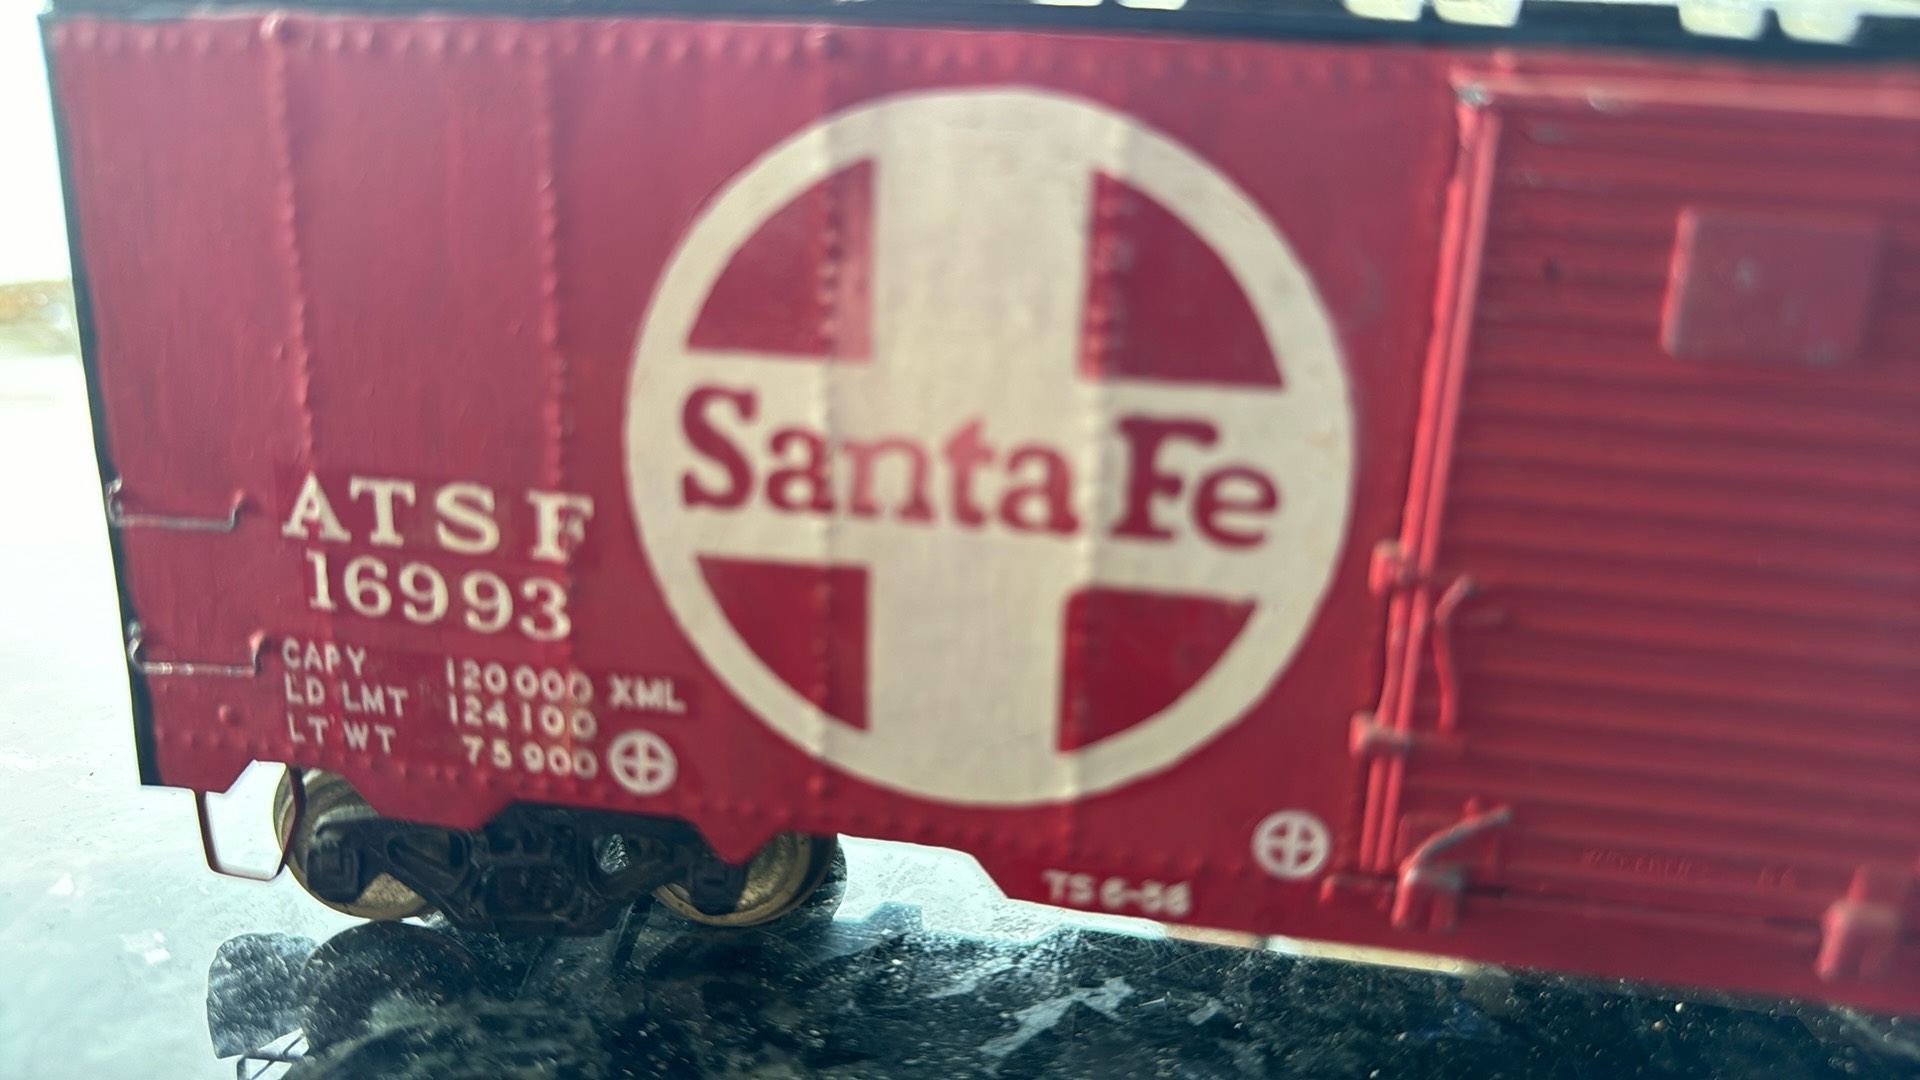 Santa Fe
ATSF
16993
CAPY 120000 XML
LD LMT 124100
LT WT 75900
TS 6-56